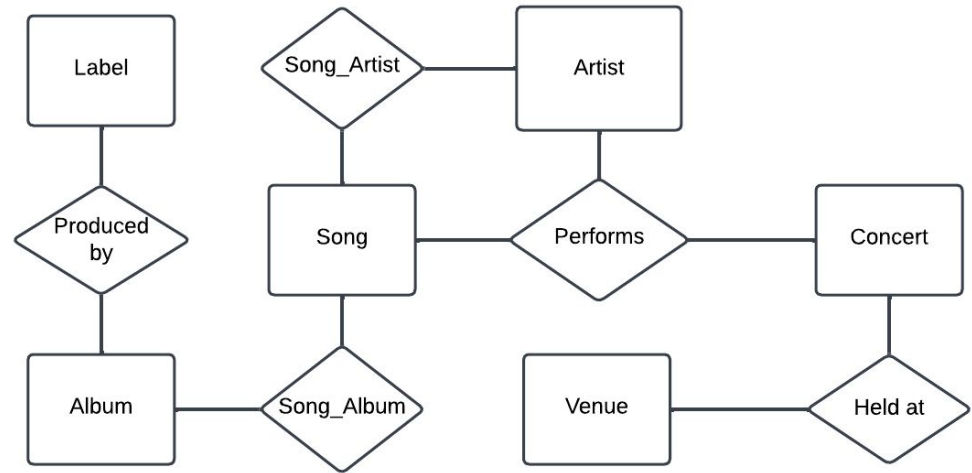 Label
Song_Artist
Artist
Produced
by
Song
Performs
Concert
Album
Song_Album
Venue
Held at